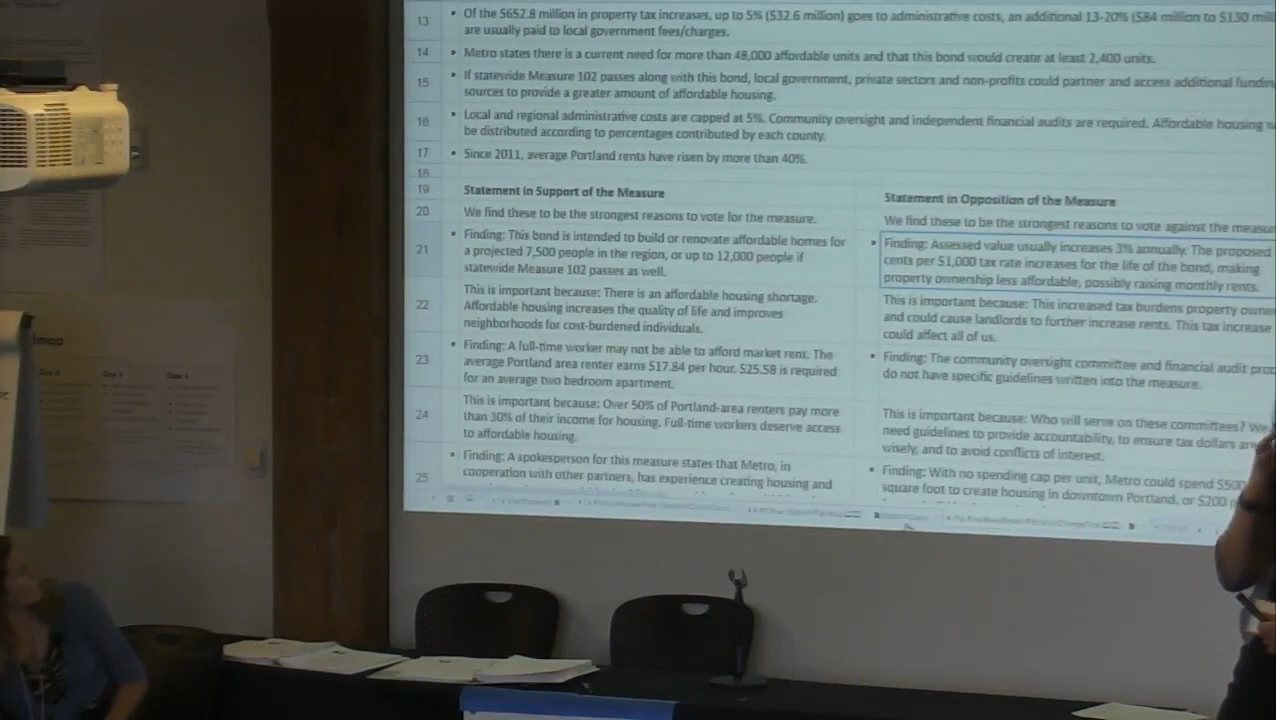 13 • Of the $652.8 million in property tax increases, up to 5% ($32.6 million) goes to administrative costs, an additional 13-20% ($84 million to $130
are usually paid to local government fees/charges.
14 • Metro states there is a current need for more than 48,000 affordable units and that this bond would create at least 2,400 units.
15 • If statewide Measure 102 passes along with this bond, local government, private sectors and non-profits could partner and access additional
sources to provide a greater amount of affordable housing.
16 • Local and regional administrative costs are capped at 5%. Community oversight and independent financial audits are required. Affordable housing
be distributed according to percentages contributed by each county.
17 • Since 2011, average Portland rents have risen by more than 40%.
18
19 Statement in Support of the Measure
20 We find these to be the strongest reasons to vote for the measure.
21 • Finding: This bond is intended to build or renovate affordable homes for
a projected 7,500 people in the region, or up to 12,000 people if
statewide Measure 102 passes as well.
22 This is important because: There is an affordable housing shortage.
Affordable housing increases the quality of life and improves
neighborhoods for cost-burdened individuals.
23 • Finding: A full-time worker may not be able to afford market rent. The
average Portland area renter earns $17.84 per hour. $25.58 is required
for an average two bedroom apartment.
24 This is important because: Over 50% of Portland-area renters pay more
than 30% of their income for housing. Full-time workers deserve access
to affordable housing.
25 • Finding: A spokesperson for this measure states that Metro, in
cooperation with other partners, has experience creating housing and
Statement in Opposition of the Measure
We find these to be the strongest reasons to vote against the
• Finding: Assessed value usually increases 3% annually. The proposed
cents per $1,000 tax rate increases for the life of the bond, making
property ownership less affordable, possibly raising monthly rents.
This is important because: This increased tax burdens property
and could cause landlords to further increase rents. This tax increase
could affect all of us.
• Finding: The community oversight committee and financial audit
do not have specific guidelines written into the measure.
This is important because: Who will serve on these committees? We
need guidelines to provide accountability, to ensure tax dollars are
wisely, and to avoid conflicts of interest.
• Finding: With no spending cap per unit, Metro could spend
square foot to create housing in downtown Portland, or $200